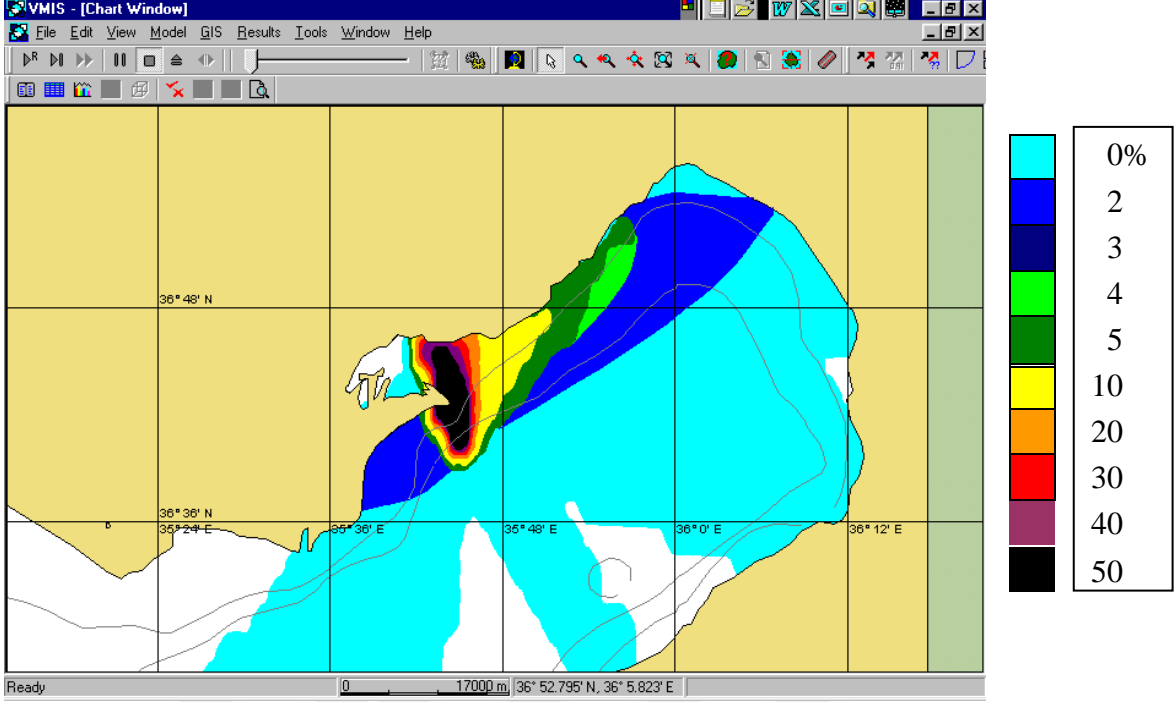 VMIS - [Chart Window]
File Edit View Model GIS Results Tools Window Help
36° 48' N
36° 36' N
35° 24' E 35° 36' E 35° 48' E 36° 0' E 36° 12' E
Ready 0 17000 m 36° 52.795' N, 36° 5.823' E
0%
2
3
4
5
10
20
30
40
50